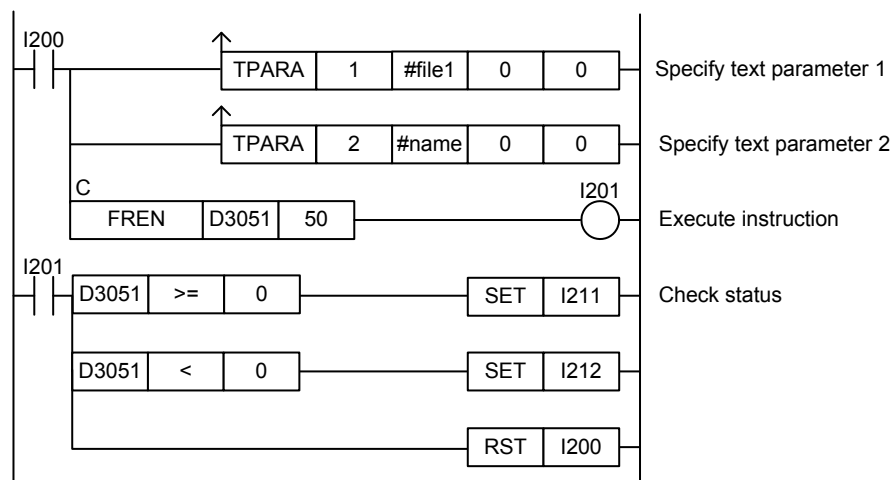 I200
TPARA 1 #file1 0 0 Specify text parameter 1
TPARA 2 #name 0 0 Specify text parameter 2
C I201
FREN D3051 50 Execute instruction
I201
D3051 >= 0 SET I211 Check status
D3051 < 0 SET I212
RST I200